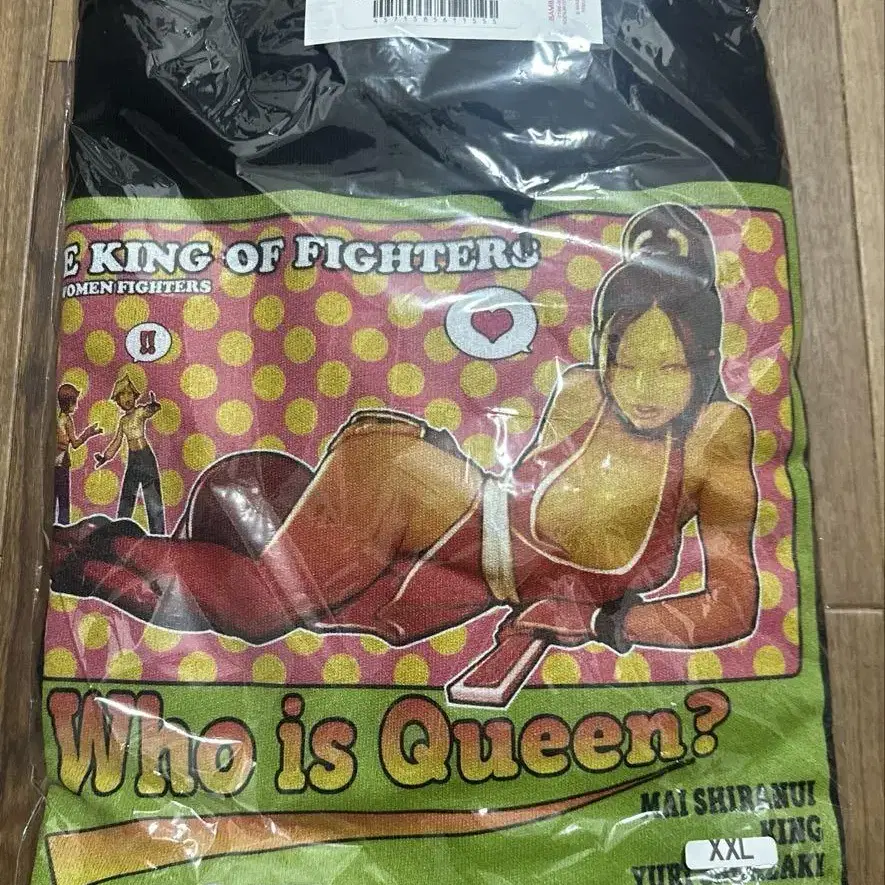 E KING OF FIGHTERS
WOMEN FIGHTERS
!!
Who is Queen?
MAI SHIRANUI
KING
XXL